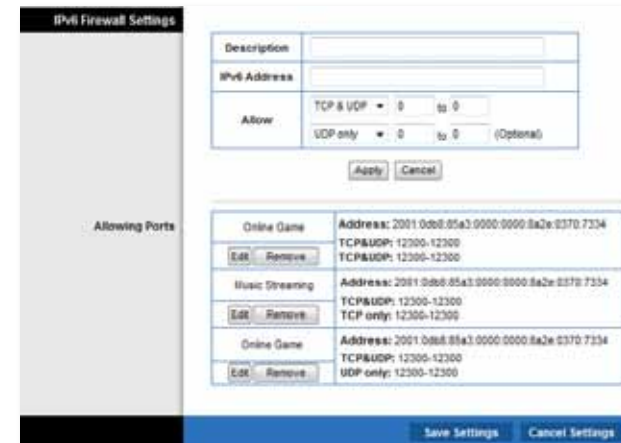 IPv6 Firewall Settings
Description
IPv6 Address
Allow
TCP & UDP 0 to 0
UDP only 0 to 0 (Optional)
Apply Cancel
Allowing Ports
Online Game
Address: 2001:0db8:85a3:0000:0000:8a2e:0370:7334
TCP&UDP: 12300-12300
TCP&UDP: 12300-12300
Edit Remove
Music Streaming
Address: 2001:0db8:85a3:0000:0000:8a2e:0370:7334
TCP&UDP: 12300-12300
TCP only: 12300-12300
Edit Remove
Online Game
Address: 2001:0db8:85a3:0000:0000:8a2e:0370:7334
TCP&UDP: 12300-12300
UDP only: 12300-12300
Edit Remove
Save Settings Cancel Settings